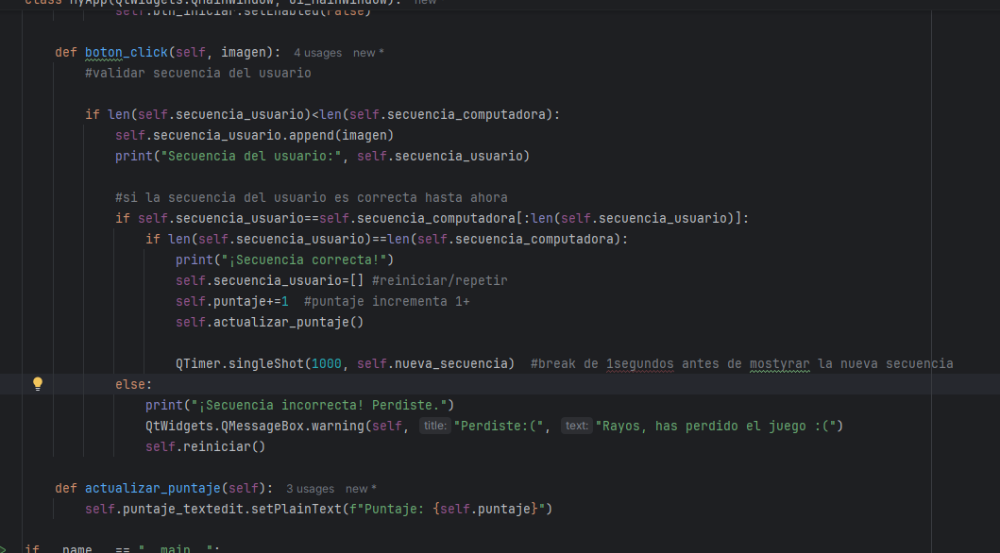 class MyApp(QtWidgets.QMainWindow, Ui_MainWindow):  new *
            self.btn_iniciar.setEnabled(False)
    def boton_click(self, imagen):  4 usages  new *
        #validar secuencia del usuario
        if len(self.secuencia_usuario)<len(self.secuencia_computadora):
            self.secuencia_usuario.append(imagen)
            print("Secuencia del usuario:", self.secuencia_usuario)
            #si la secuencia del usuario es correcta hasta ahora
            if self.secuencia_usuario==self.secuencia_computadora[:len(self.secuencia_usuario)]:
                if len(self.secuencia_usuario)==len(self.secuencia_computadora):
                    print("¡Secuencia correcta!")
                    self.secuencia_usuario=[] #reiniciar/repetir
                    self.puntaje+=1  #puntaje incrementa 1+
                    self.actualizar_puntaje()
                    QTimer.singleShot(1000, self.nueva_secuencia)  #break de 1segundos antes de mostyrar la nueva secuencia
            else:
                print("¡Secuencia incorrecta! Perdiste.")
                QtWidgets.QMessageBox.warning(self, title: "Perdiste:(", text: "Rayos, has perdido el juego :(")
                self.reiniciar()
    def actualizar_puntaje(self):  3 usages  new *
        self.puntaje_textedit.setPlainText(f"Puntaje: {self.puntaje}")
if __name__ == "__main__":